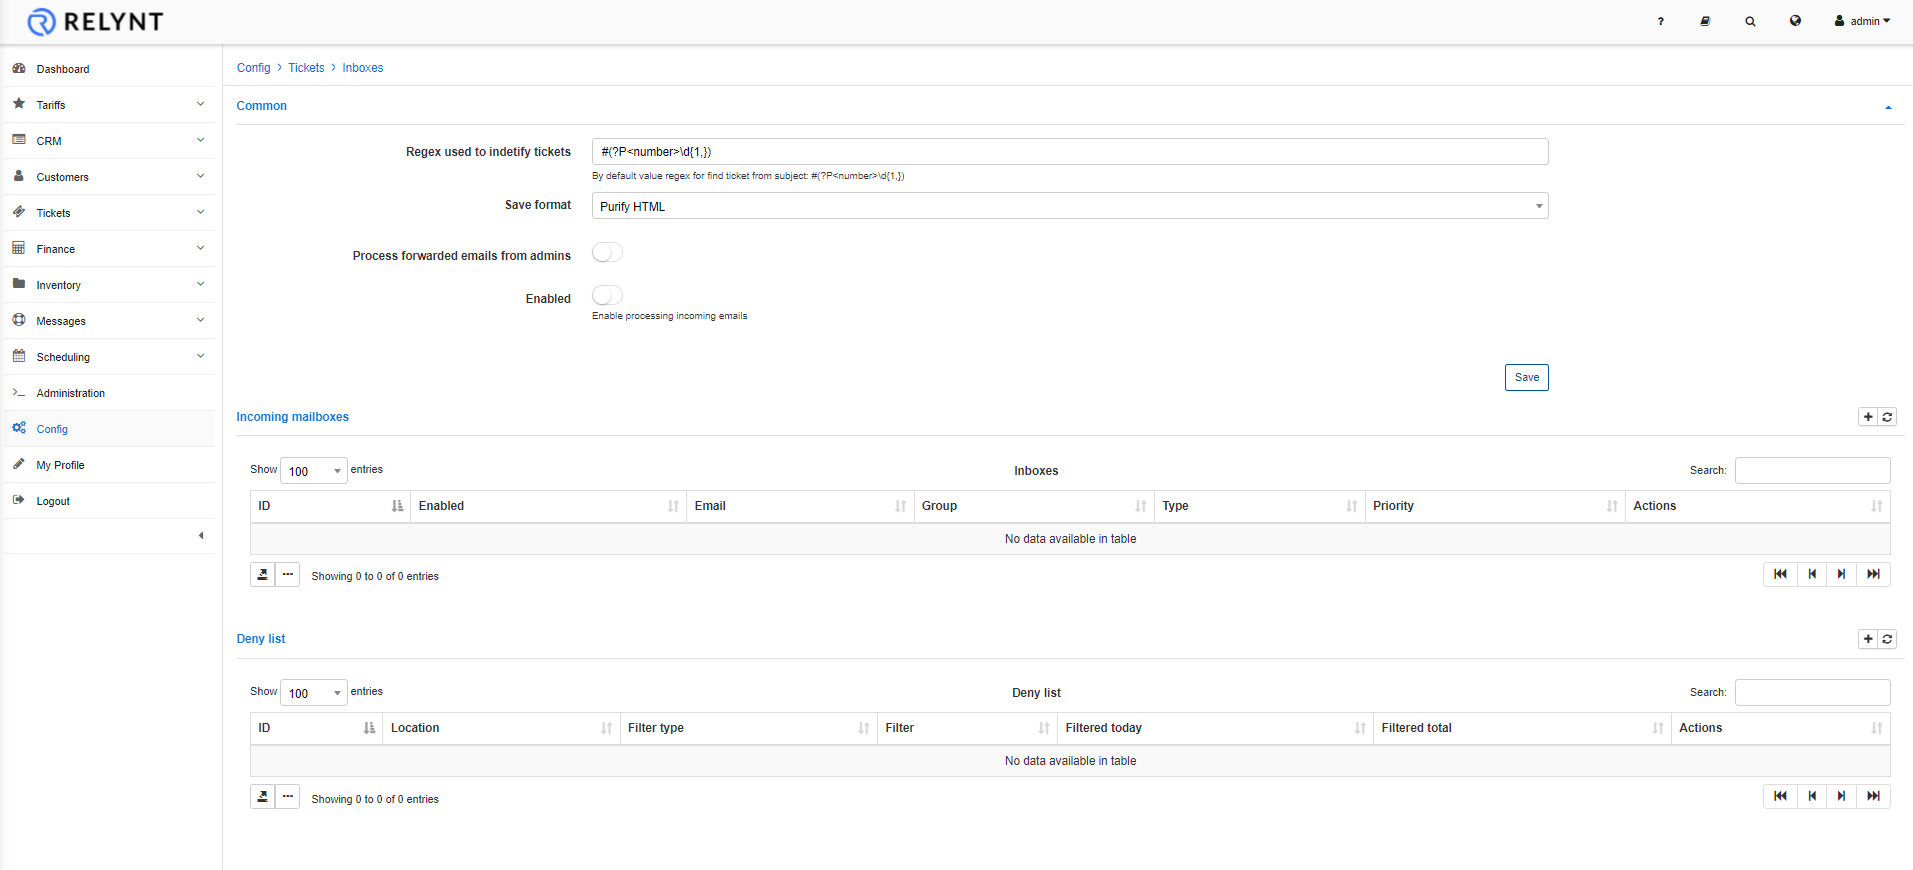 RELYNT
? admin
Dashboard
Tariffs
CRM
Customers
Tickets
Finance
Inventory
Messages
Scheduling
Administration
Config
My Profile
Logout
Config > Tickets > Inboxes
Common
Regex used to indetify tickets #(?P<number>\d{1,})
By default value regex for find ticket from subject: #(?P<number>\d{1,})
Save format Purify HTML
Process forwarded emails from admins
Enabled
Enable processing incoming emails
Save
Incoming mailboxes
Show 100 entries Inboxes Search:
ID Enabled Email Group Type Priority Actions
No data available in table
Showing 0 to 0 of 0 entries
Deny list
Show 100 entries Deny list Search:
ID Location Filter type Filter Filtered today Filtered total Actions
No data available in table
Showing 0 to 0 of 0 entries